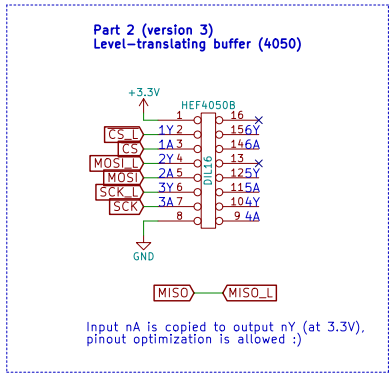 Part 2 (version 3)
Level-translating buffer (4050)
+3.3V
HEF4050B
1 16
CS_L 1Y 2 15 6Y
CS 1A 3 14 6A
MOSI_L 2Y 4 13
MOSI 2A 5 12 5Y
SCK_L 3Y 6 11 5A
SCK 3A 7 10 4Y
8 9 4A
DIL16
GND
MISO MISO_L
Input nA is copied to output nY (at 3.3V),
pinout optimization is allowed :)